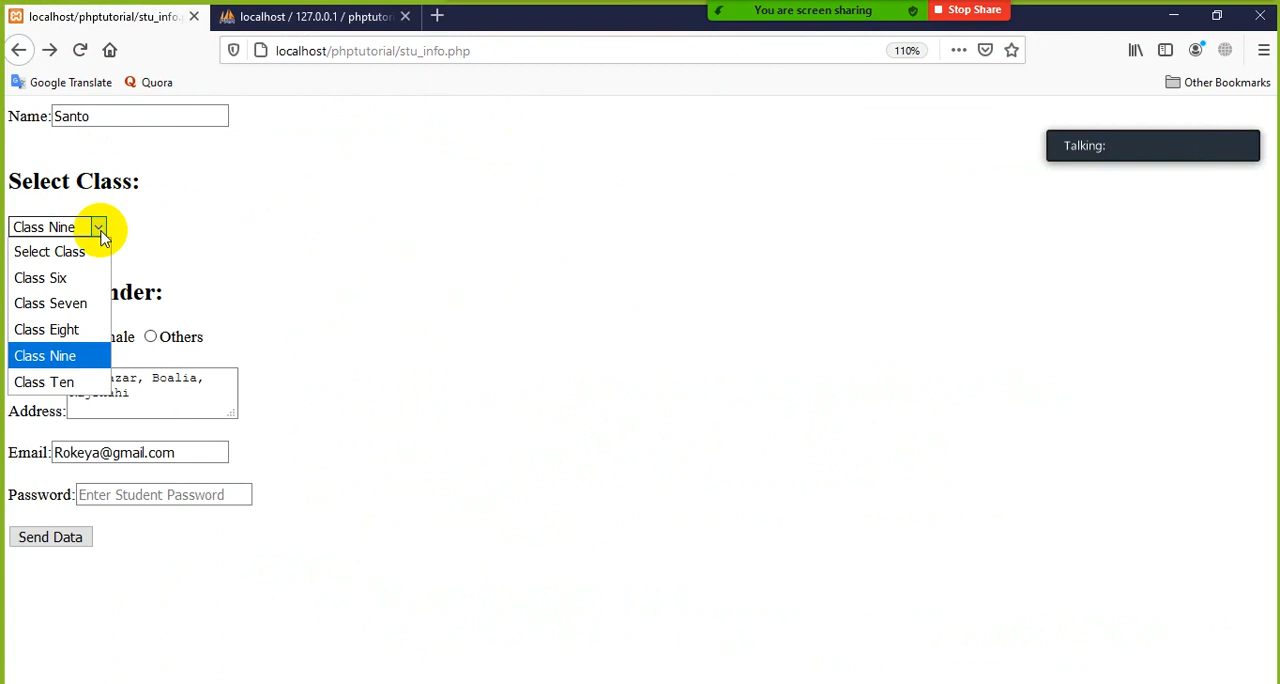 localhost/phptutorial/stu_info.
localhost / 127.0.0.1 / phptutor
You are screen sharing
Stop Share
localhost/phptutorial/stu_info.php
110%
Google Translate
Quora
Other Bookmarks
Name:
Santo
Talking:
Select Class:
Class Nine
Select Class
Class Six
Class Seven
nder:
Class Eight
nale
Others
Class Nine
Class Ten
zar, Boalia,
Address:
Email:
Rokeya@gmail.com
Password:
Enter Student Password
Send Data